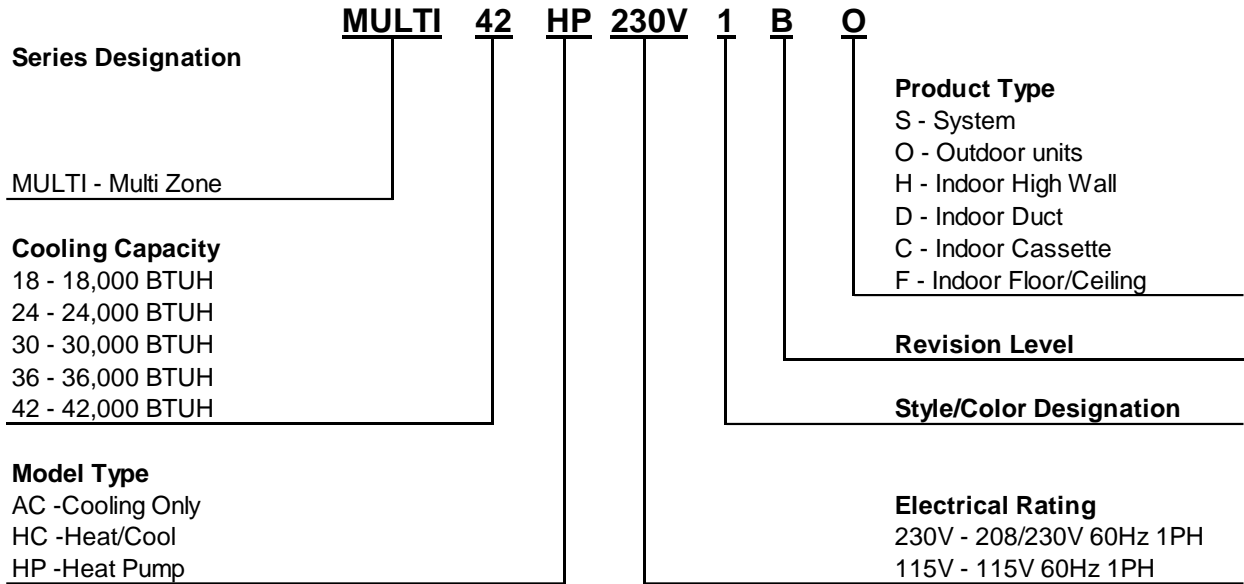 MULTI 42 HP 230V 1 B O
Series Designation
MULTI - Multi Zone
Cooling Capacity
18 - 18,000 BTUH
24 - 24,000 BTUH
30 - 30,000 BTUH
36 - 36,000 BTUH
42 - 42,000 BTUH
Model Type
AC -Cooling Only
HC -Heat/Cool
HP -Heat Pump
Product Type
S - System
O - Outdoor units
H - Indoor High Wall
D - Indoor Duct
C - Indoor Cassette
F - Indoor Floor/Ceiling
Revision Level
Style/Color Designation
Electrical Rating
230V - 208/230V 60Hz 1PH
115V - 115V 60Hz 1PH